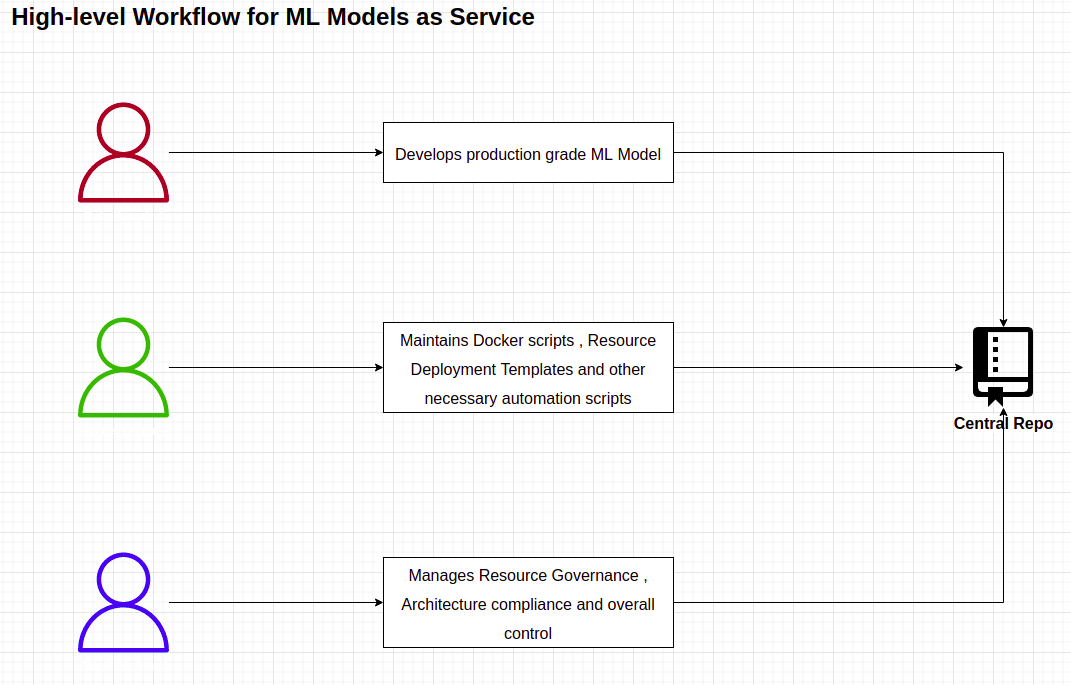 High-level Workflow for ML Models as Service
Develops production grade ML Model
Maintains Docker scripts , Resource
Deployment Templates and other
necessary automation scripts
Central Repo
Manages Resource Governance ,
Architecture compliance and overall
control